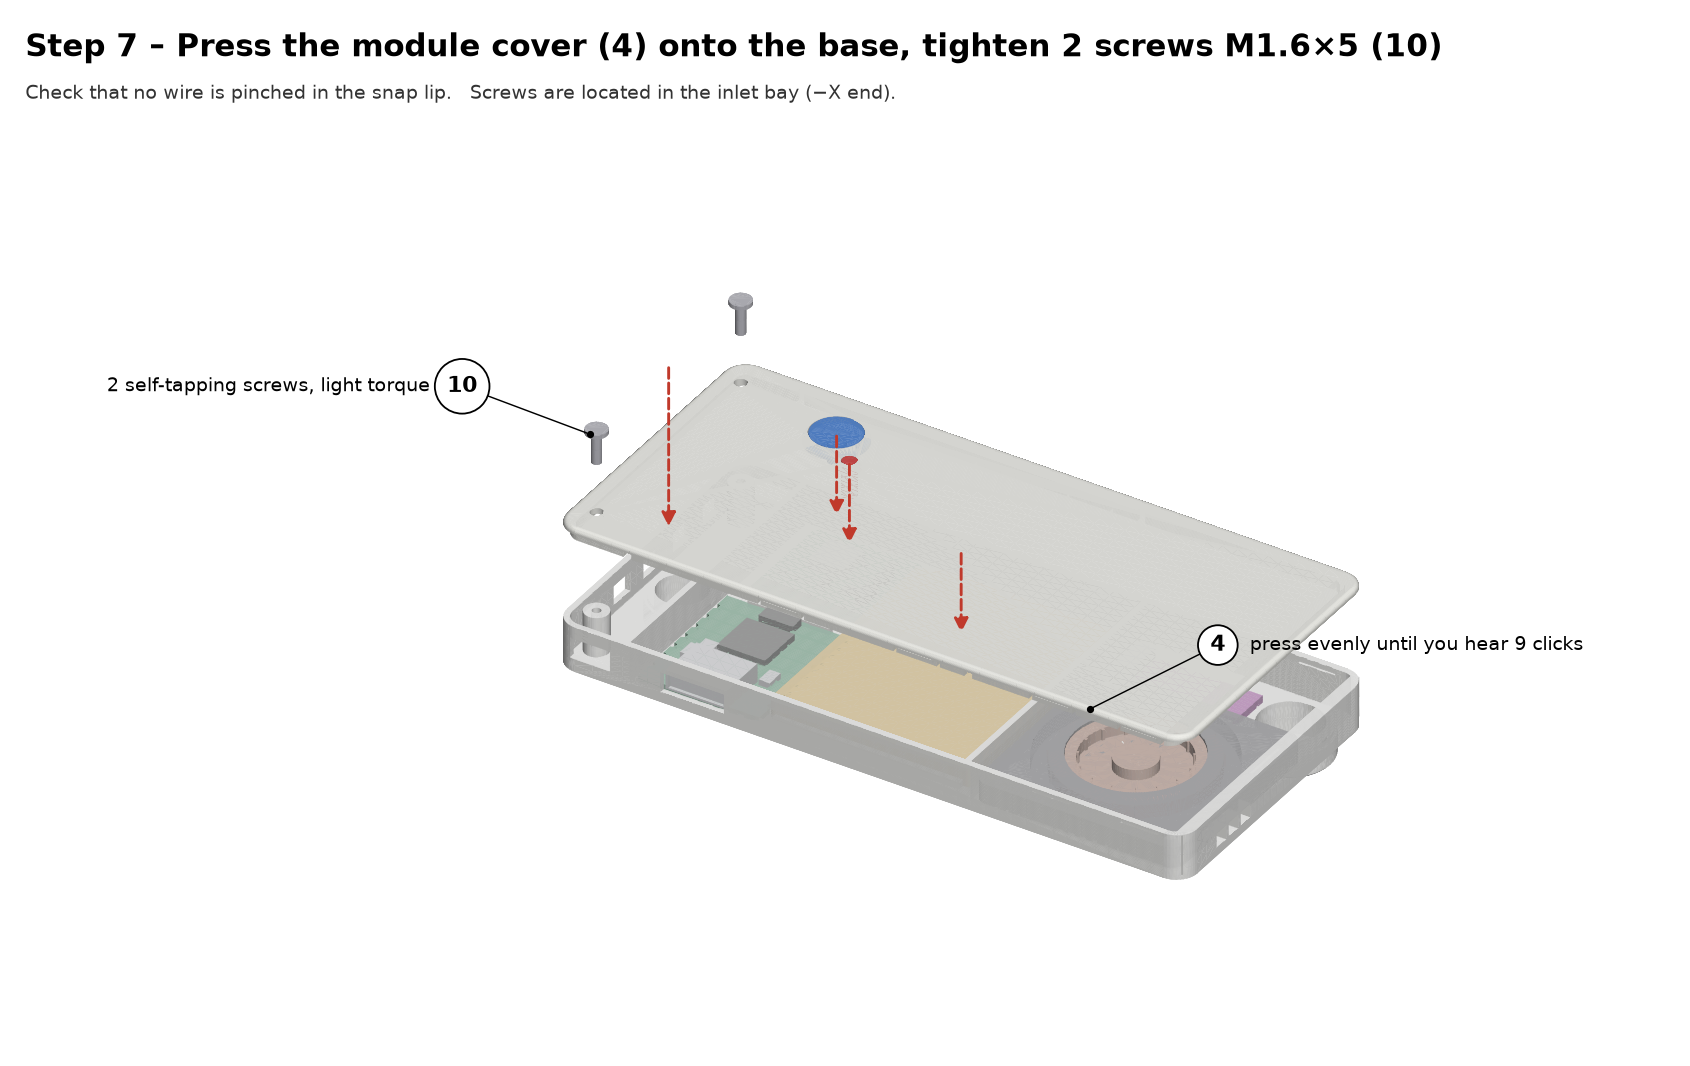 Step 7 – Press the module cover (4) onto the base, tighten 2 screws M1.6×5 (10)
Check that no wire is pinched in the snap lip.   Screws are located in the inlet bay (−X end).
2 self-tapping screws, light torque 10
4 press evenly until you hear 9 clicks